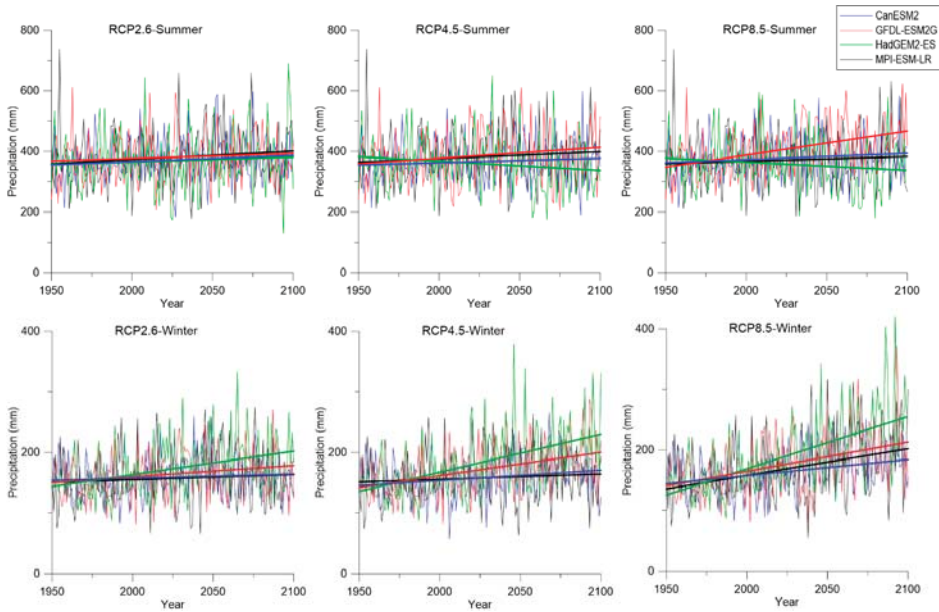 CanESM2
GFDL-ESM2G
HadGEM2-ES
MPI-ESM-LR
RCP2.6-Summer
RCP4.5-Summer
RCP8.5-Summer
800
600
400
200
0
Precipitation (mm)
1950 2000 2050 2100
Year
800
600
400
200
0
Precipitation (mm)
1950 2000 2050 2100
Year
800
600
400
200
0
Precipitation (mm)
1950 2000 2050 2100
Year
RCP2.6-Winter
RCP4.5-Winter
RCP8.5-Winter
400
200
0
Precipitation (mm)
1950 2000 2050 2100
Year
400
200
0
Precipitation (mm)
1950 2000 2050 2100
Year
400
200
0
Precipitation (mm)
1950 2000 2050 2100
Year